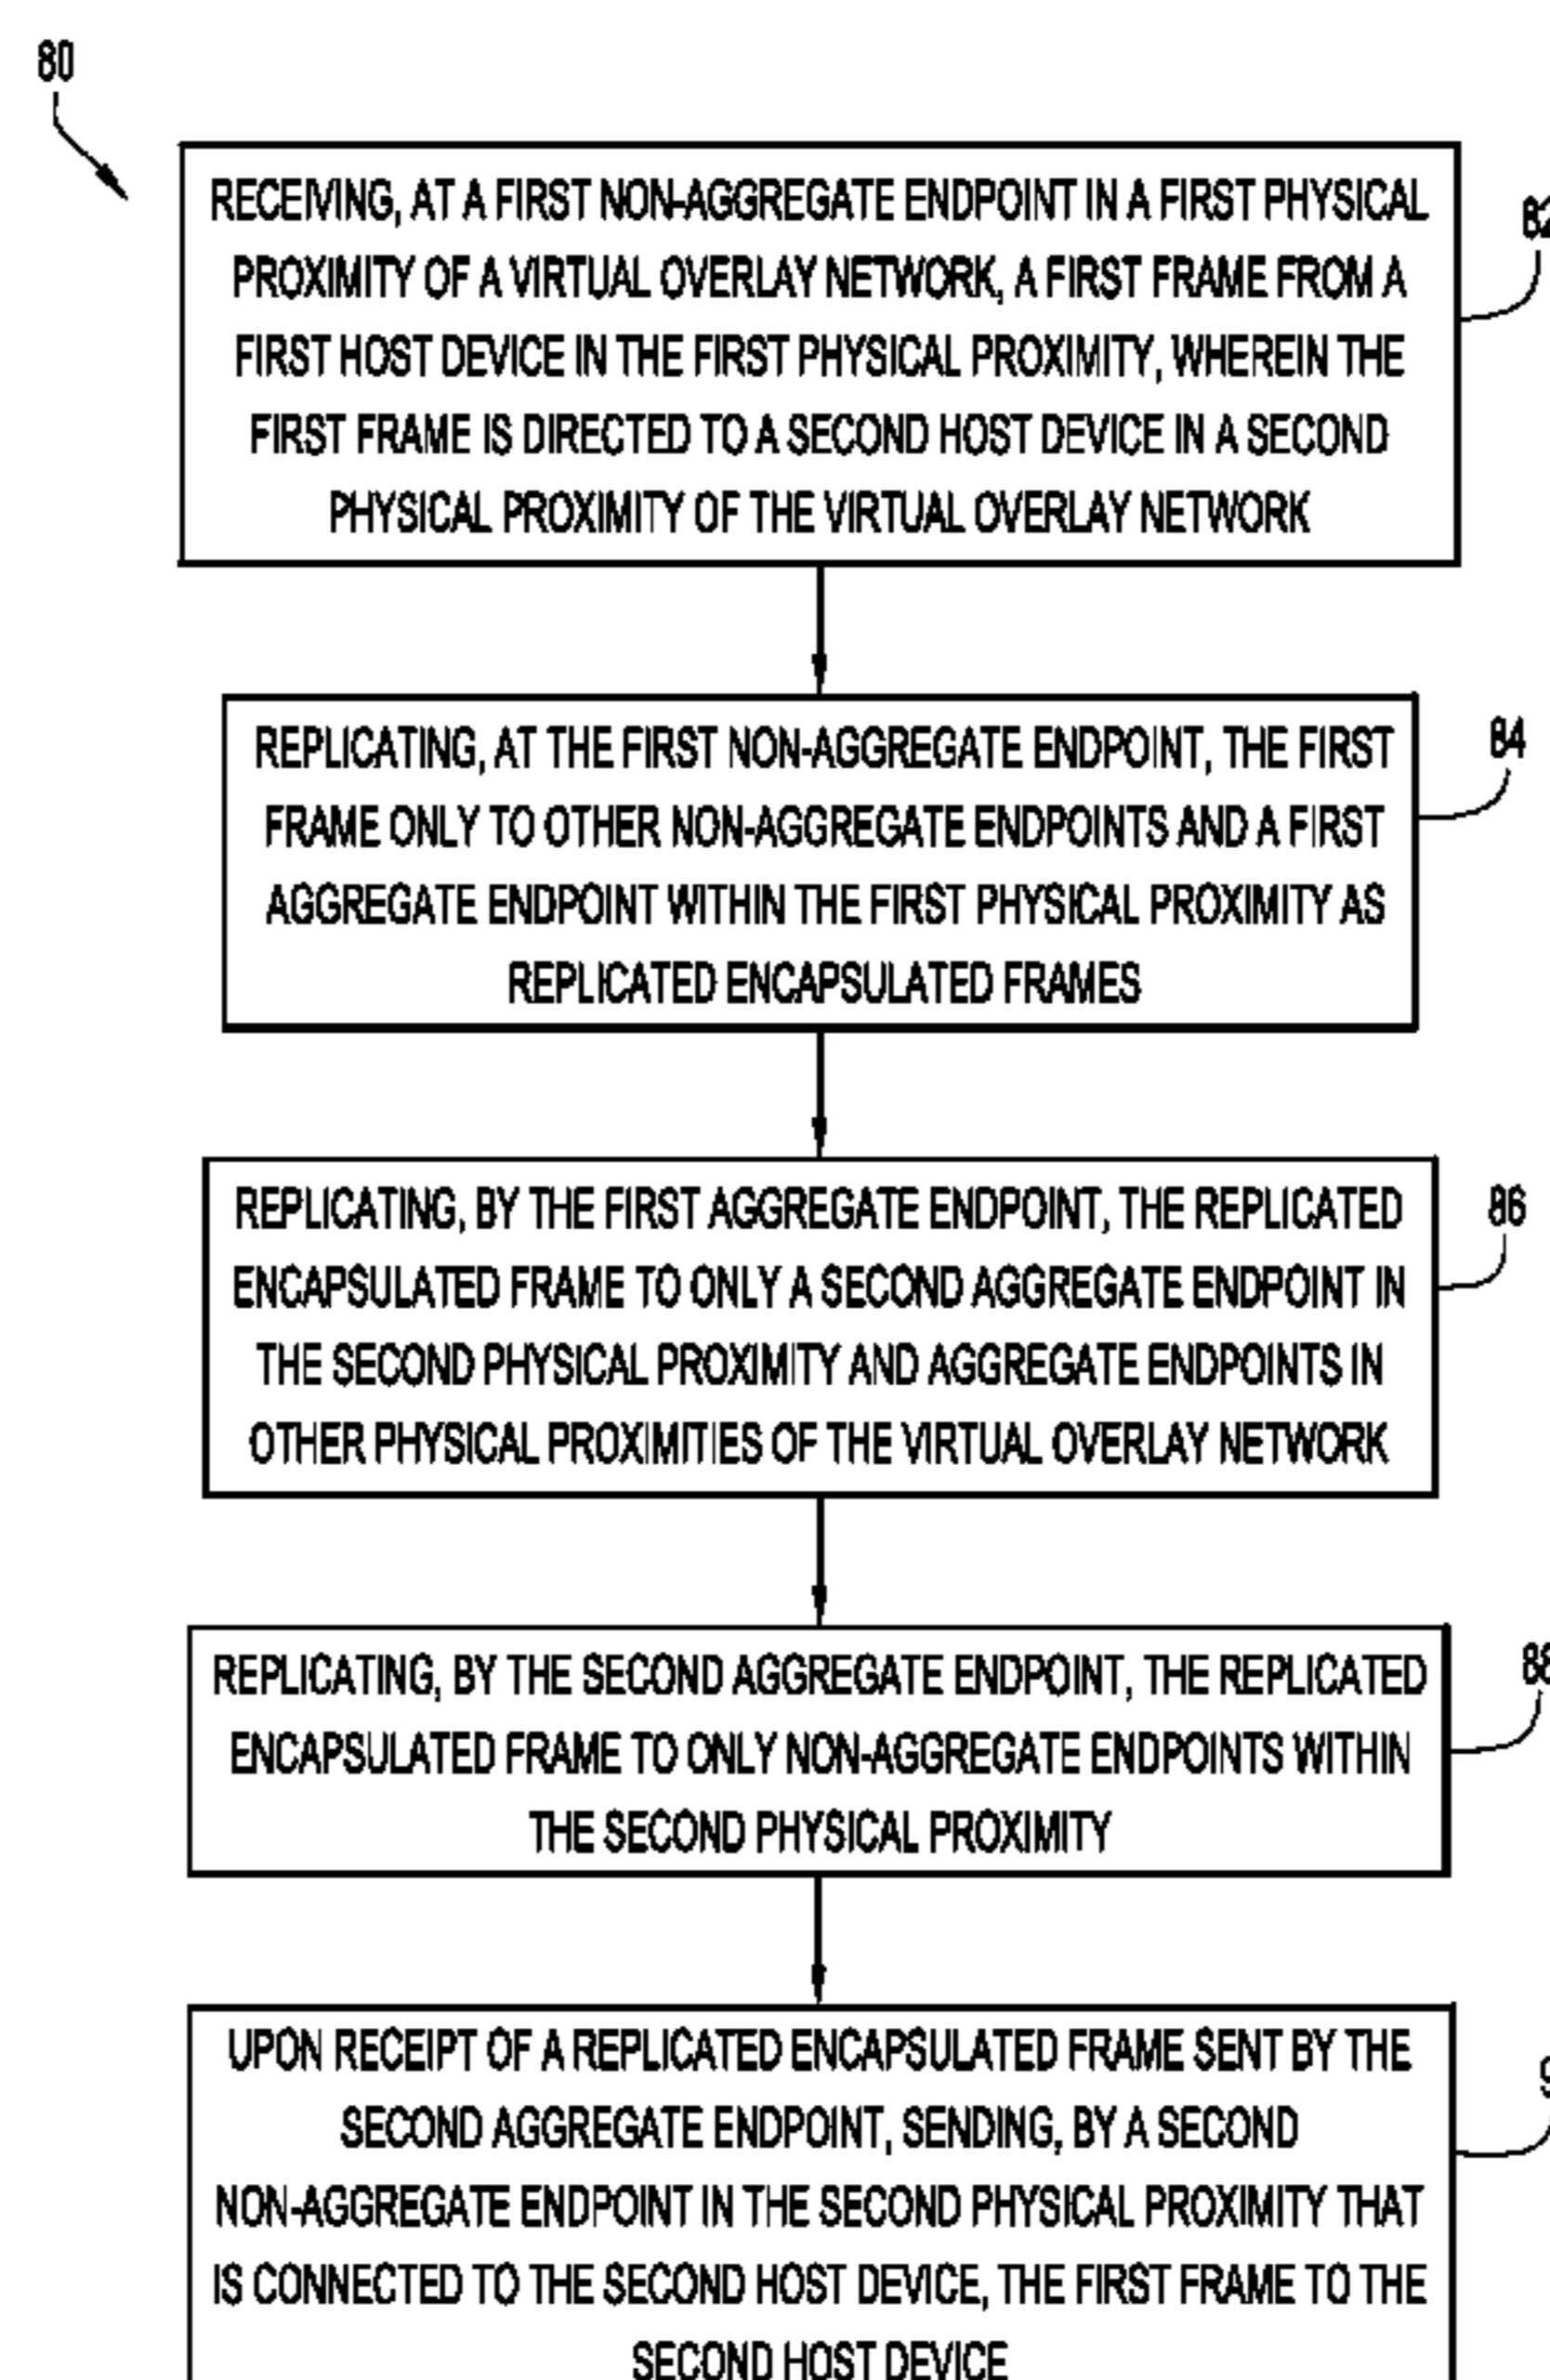 80
RECEIVING, AT A FIRST NON-AGGREGATE ENDPOINT IN A FIRST PHYSICAL
PROXIMITY OF A VIRTUAL OVERLAY NETWORK, A FIRST FRAME FROM A
FIRST HOST DEVICE IN THE FIRST PHYSICAL PROXIMITY, WHEREIN THE
FIRST FRAME IS DIRECTED TO A SECOND HOST DEVICE IN A SECOND
PHYSICAL PROXIMITY OF THE VIRTUAL OVERLAY NETWORK
82
REPLICATING, AT THE FIRST NON-AGGREGATE ENDPOINT, THE FIRST
FRAME ONLY TO OTHER NON-AGGREGATE ENDPOINTS AND A FIRST
AGGREGATE ENDPOINT WITHIN THE FIRST PHYSICAL PROXIMITY AS
REPLICATED ENCAPSULATED FRAMES
84
REPLICATING, BY THE FIRST AGGREGATE ENDPOINT, THE REPLICATED
ENCAPSULATED FRAME TO ONLY A SECOND AGGREGATE ENDPOINT IN
THE SECOND PHYSICAL PROXIMITY AND AGGREGATE ENDPOINTS IN
OTHER PHYSICAL PROXIMITIES OF THE VIRTUAL OVERLAY NETWORK
86
REPLICATING, BY THE SECOND AGGREGATE ENDPOINT, THE REPLICATED
ENCAPSULATED FRAME TO ONLY NON-AGGREGATE ENDPOINTS WITHIN
THE SECOND PHYSICAL PROXIMITY
88
UPON RECEIPT OF A REPLICATED ENCAPSULATED FRAME SENT BY THE
SECOND AGGREGATE ENDPOINT, SENDING, BY A SECOND
NON-AGGREGATE ENDPOINT IN THE SECOND PHYSICAL PROXIMITY THAT
IS CONNECTED TO THE SECOND HOST DEVICE, THE FIRST FRAME TO THE
SECOND HOST DEVICE